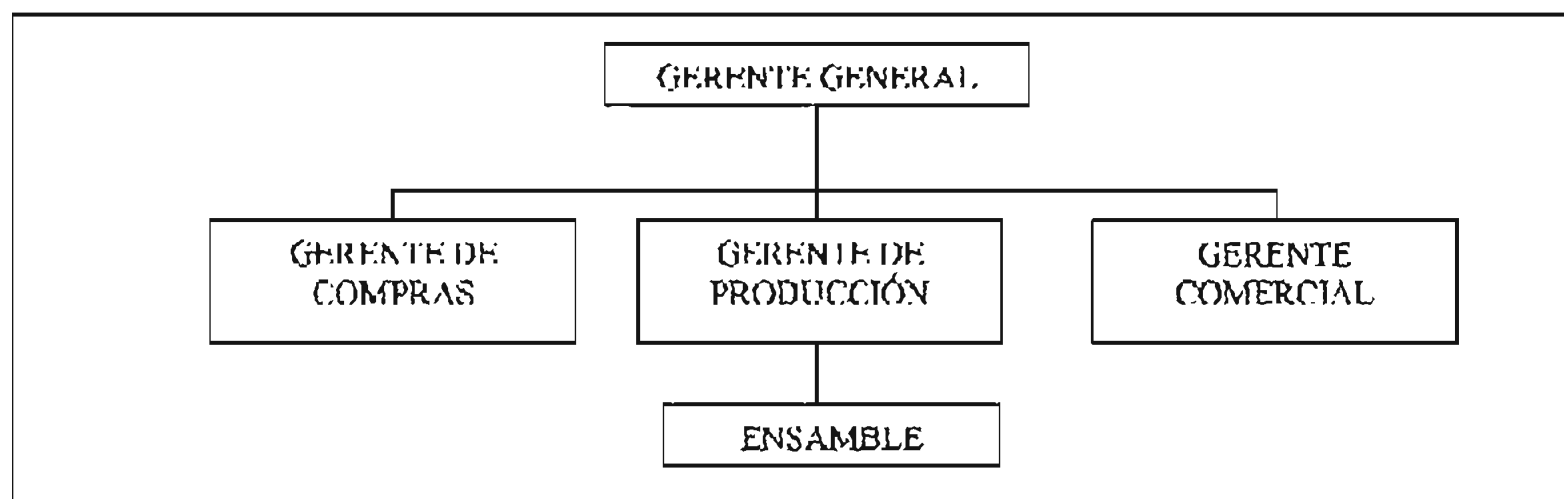 GERENTE GENERAL
GERENTE DE
COMPRAS
GERENTE DE
PRODUCCIÓN
GERENTE
COMERCIAL
ENSAMBLE